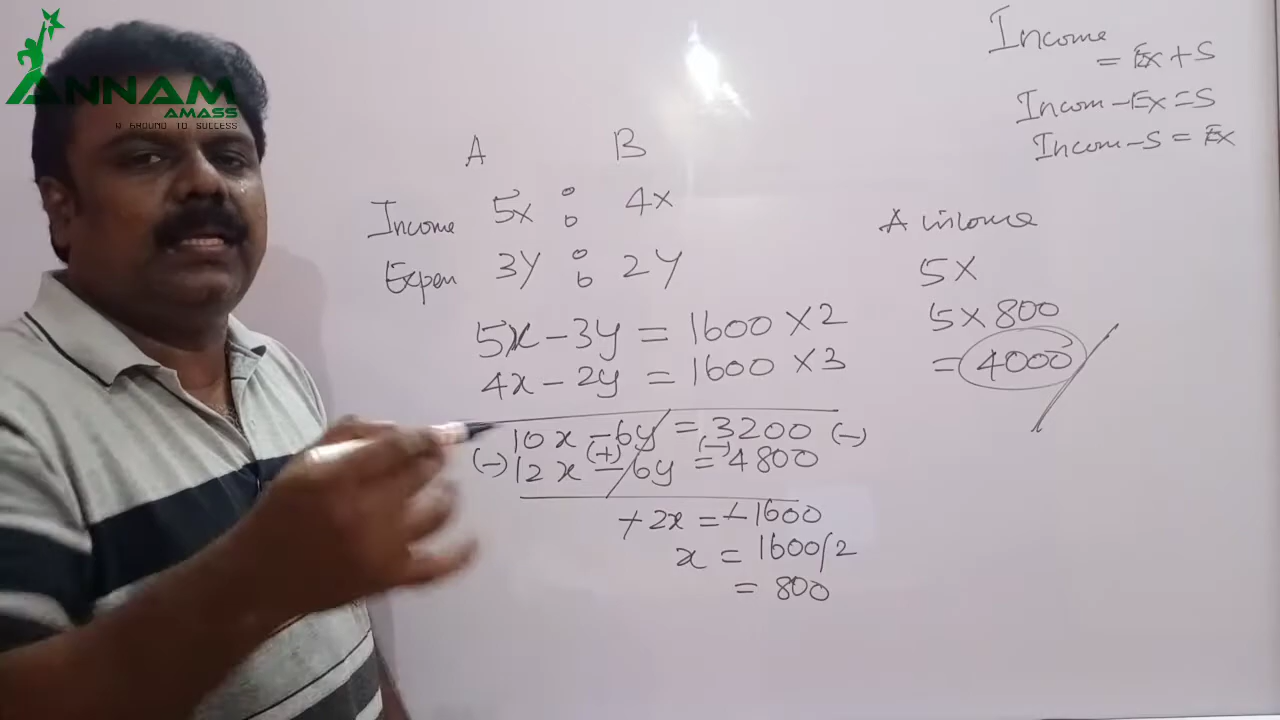 ANNAM
AMASS
A GROUND TO SUCCESS
Income
= Ex + S
Incom - Ex = S
Incom - S = Ex
A B
Income 5x : 4x
Expen 3y : 2y
5x - 3y = 1600 × 2
4x - 2y = 1600 × 3
10x - 6y = 3200 (-)
(-) 12x (+) - 6y = (-) 4800
+ 2x = + 1600
x = 1600/2
= 800
A income
5x
5 × 800
= 4000